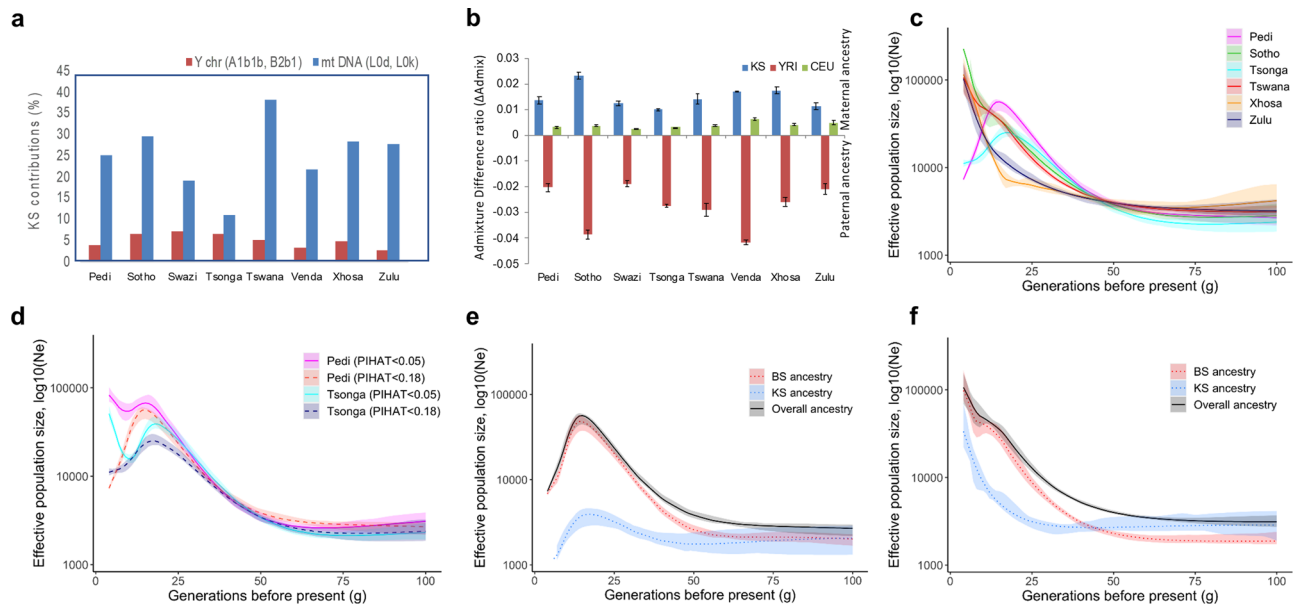 a
Y chr (A1b1b, B2b1) mt DNA (L0d, L0k)
KS contributions (%)
45
40
35
30
25
20
15
10
5
0
Pedi Sotho Swazi Tsonga Tswana Venda Xhosa Zulu
b
KS YRI CEU
Admixture Difference ratio (ΔAdmix)
0.03
0.02
0.01
0
-0.01
-0.02
-0.03
-0.04
-0.05
Maternal ancestry
Paternal ancestry
Pedi Sotho Swazi Tsonga Tswana Venda Xhosa Zulu
c
Effective population size, log10(Ne)
100000
10000
1000
0 25 50 75 100
Generations before present (g)
Pedi
Sotho
Tsonga
Tswana
Xhosa
Zulu
d
Effective population size, log10(Ne)
100000
10000
1000
0 25 50 75 100
Generations before present (g)
Pedi (PIHAT<0.05)
Pedi (PIHAT<0.18)
Tsonga (PIHAT<0.05)
Tsonga (PIHAT<0.18)
e
Effective population size, log10(Ne)
100000
10000
1000
0 25 50 75 100
Generations before present (g)
BS ancestry
KS ancestry
Overall ancestry
f
Effective population size, log10(Ne)
100000
10000
1000
0 25 50 75 100
Generations before present (g)
BS ancestry
KS ancestry
Overall ancestry